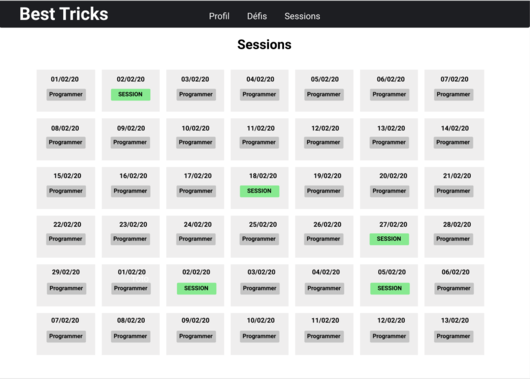 Best Tricks Profil Défis Sessions
Sessions
01/02/20 02/02/20 03/02/20 04/02/20 05/02/20 06/02/20 07/02/20
Programmer SESSION Programmer Programmer Programmer Programmer Programmer
08/02/20 09/02/20 10/02/20 11/02/20 12/02/20 13/02/20 14/02/20
Programmer Programmer Programmer Programmer Programmer Programmer Programmer
15/02/20 16/02/20 17/02/20 18/02/20 19/02/20 20/02/20 21/02/20
Programmer Programmer Programmer SESSION Programmer Programmer Programmer
22/02/20 23/02/20 24/02/20 25/02/20 26/02/20 27/02/20 28/02/20
Programmer Programmer Programmer Programmer Programmer SESSION Programmer
29/02/20 01/02/20 02/02/20 03/02/20 04/02/20 05/02/20 06/02/20
Programmer Programmer SESSION Programmer Programmer SESSION Programmer
07/02/20 08/02/20 09/02/20 10/02/20 11/02/20 12/02/20 13/02/20
Programmer Programmer Programmer Programmer Programmer Programmer Programmer